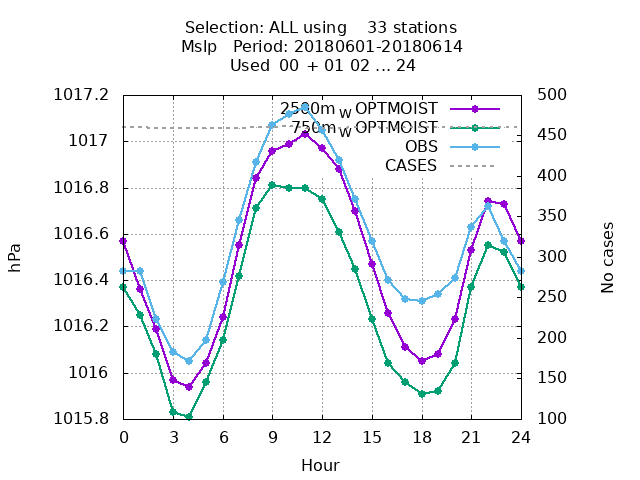 Selection: ALL using 33 stations
Mslp Period: 20180601-20180614
Used 00 + 01 02 ... 24
1017.2
1017
1016.8
1016.6
1016.4
1016.2
1016
1015.8
hPa
2500m W OPTMOIST
750m W OPTMOIST
OBS
CASES
500
450
400
350
300
250
200
150
100
No cases
0 3 6 9 12 15 18 21 24
Hour